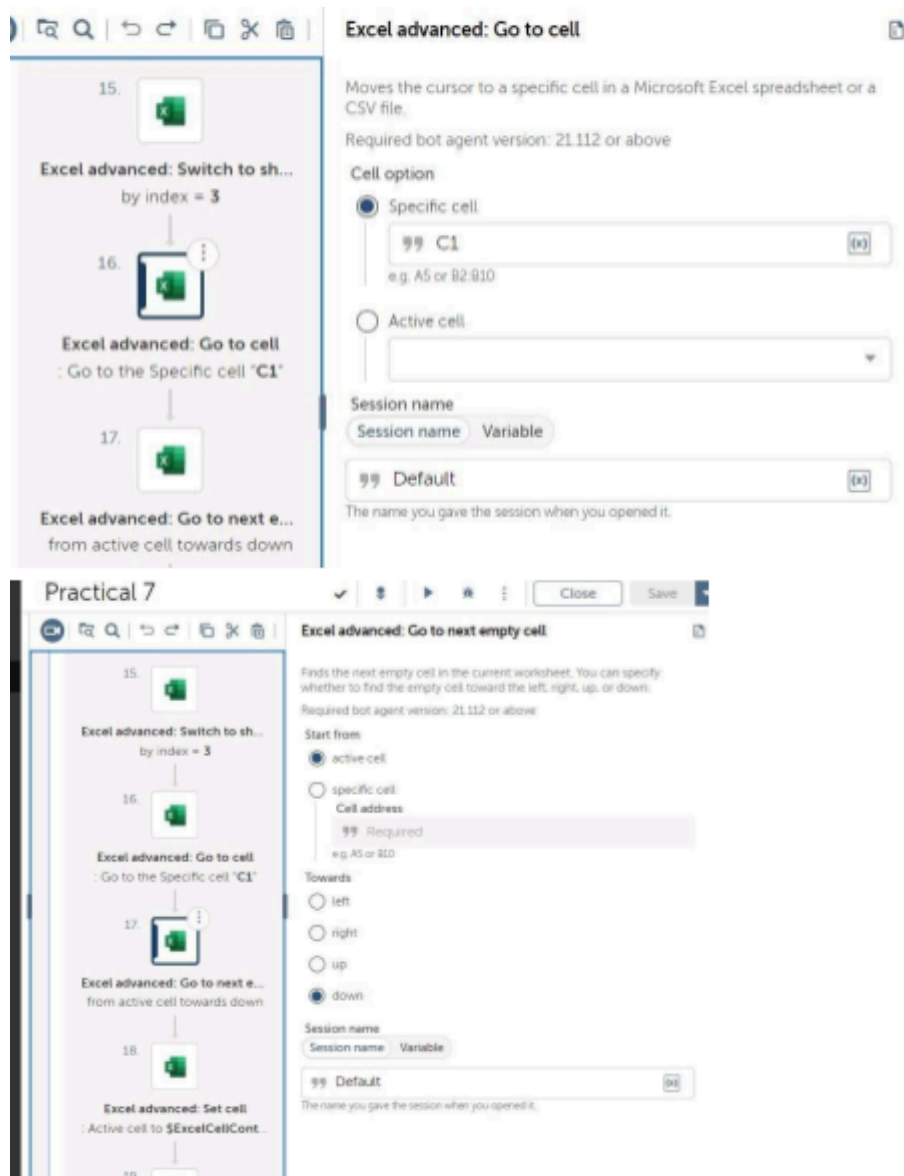 Excel advanced: Go to cell
15.
Excel advanced: Switch to sh...
by index = 3
16.
Excel advanced: Go to cell
: Go to the Specific cell "C1"
17.
Excel advanced: Go to next e...
from active cell towards down
Moves the cursor to a specific cell in a Microsoft Excel spreadsheet or a
CSV file.
Required bot agent version: 21.112 or above
Cell option
Specific cell
C1
(x)
e.g. A5 or B2:B10
Active cell
Session name
Session name Variable
Default
(x)
The name you gave the session when you opened it.
Practical 7
Close Save
15.
Excel advanced: Switch to sh...
by index = 3
16.
Excel advanced: Go to cell
: Go to the Specific cell "C1"
17.
Excel advanced: Go to next e...
from active cell towards down
18.
Excel advanced: Set cell
: Active cell to $ExcelCellCont...
19.
Excel advanced: Go to next empty cell
Finds the next empty cell in the current worksheet. You can specify
whether to find the empty cell toward the left, right, up, or down.
Required bot agent version: 21.112 or above
Start from
active cell
specific cell
Cell address
Required
e.g. A5 or B10
Towards
left
right
up
down
Session name
Session name Variable
Default
(x)
The name you gave the session when you opened it.